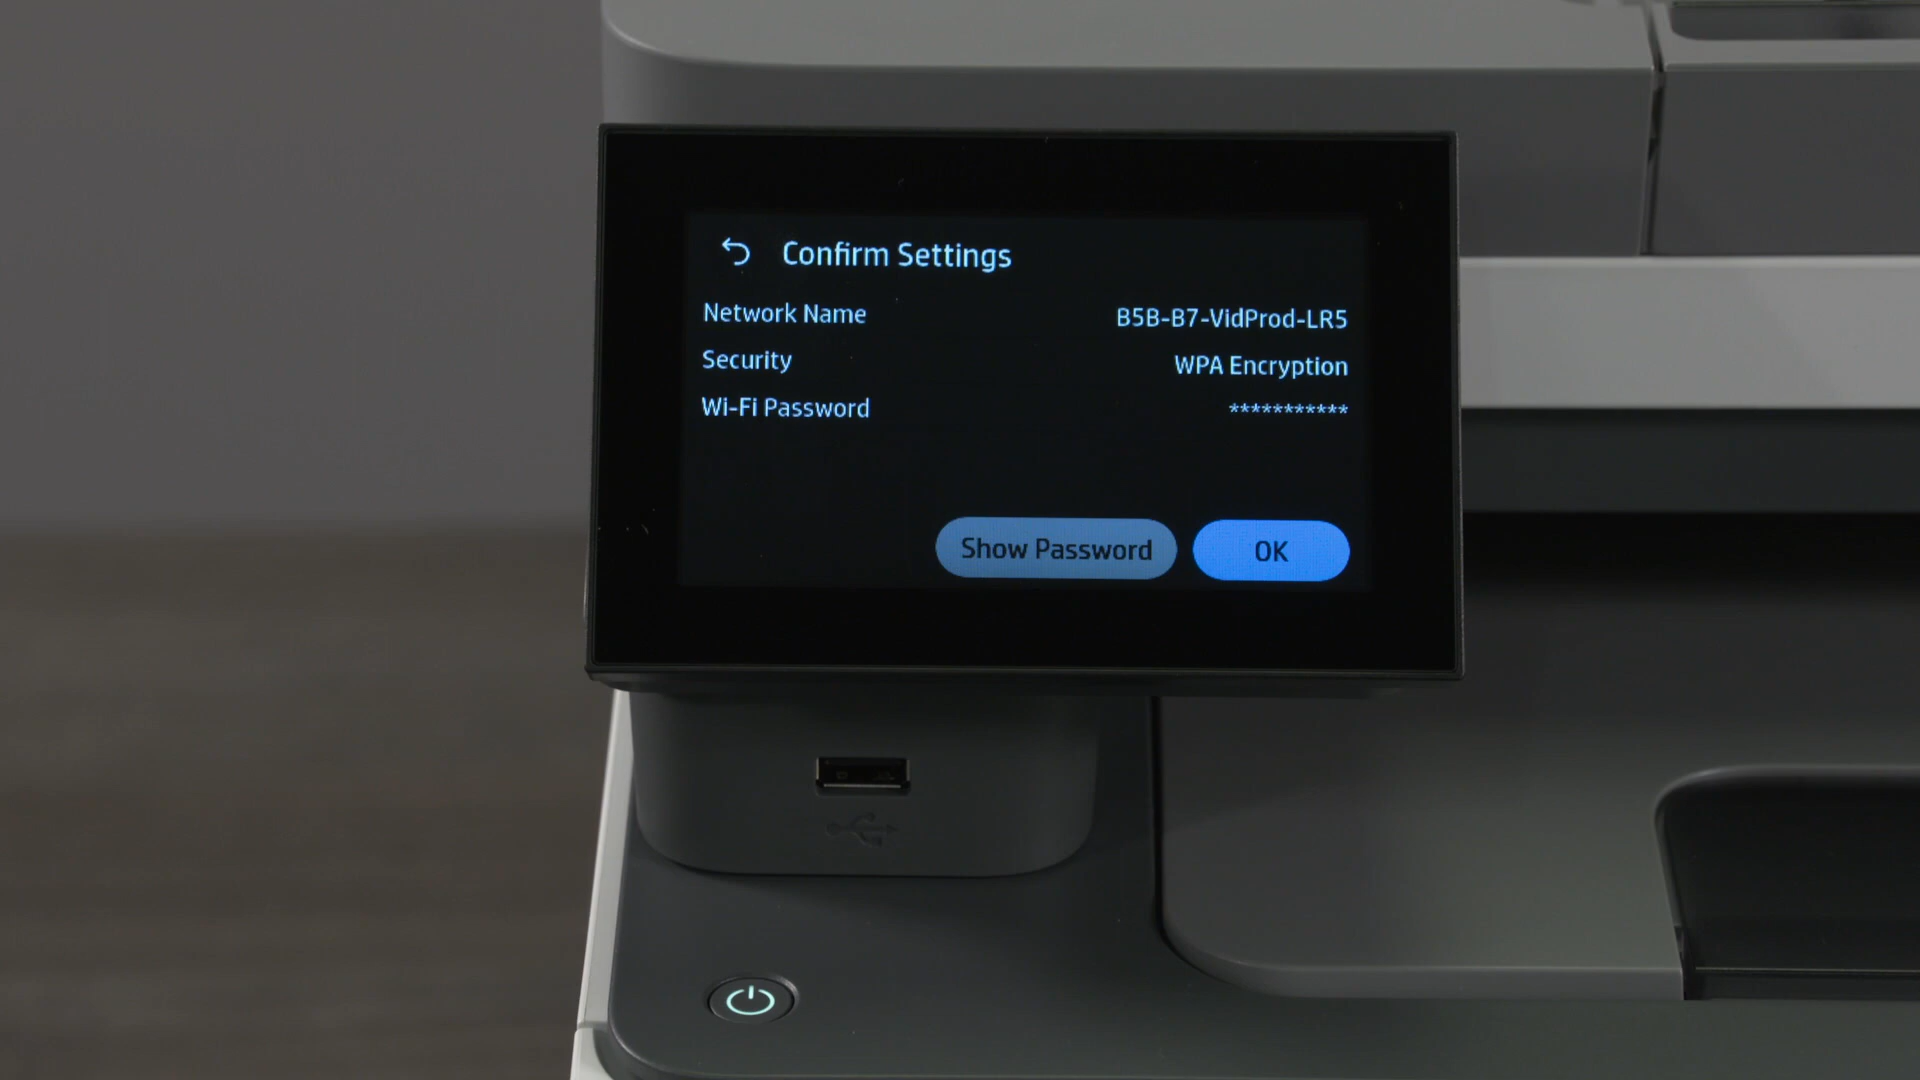 Confirm Settings
Network Name B5B-B7-VidProd-LR5
Security WPA Encryption
Wi-Fi Password ***********
Show Password OK